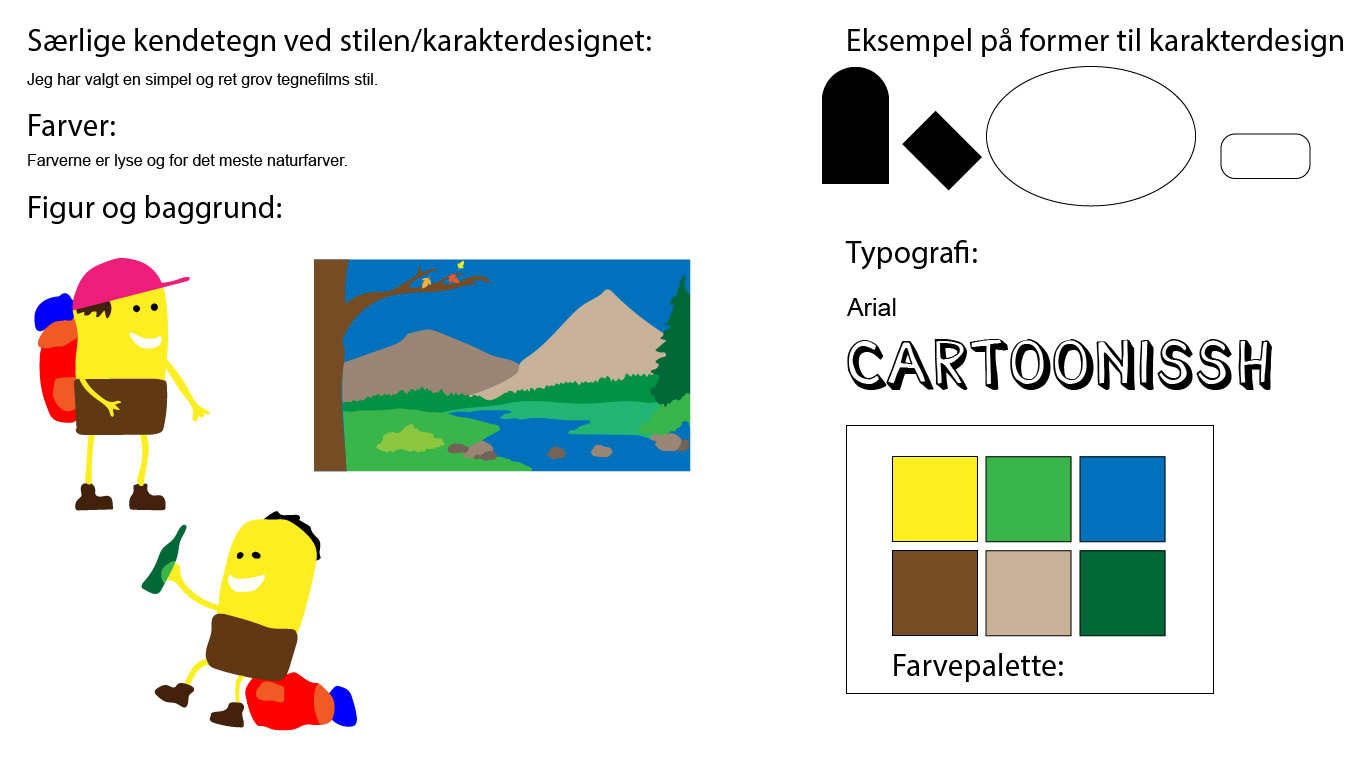 Særlige kendetegn ved stilen/karakterdesignet:
Jeg har valgt en simpel og ret grov tegnefilms stil.
Farver:
Farverne er lyse og for det meste naturfarver.
Figur og baggrund:
Eksempel på former til karakterdesign
Typografi:
Arial
CARTOONISSH
Farvepalette: